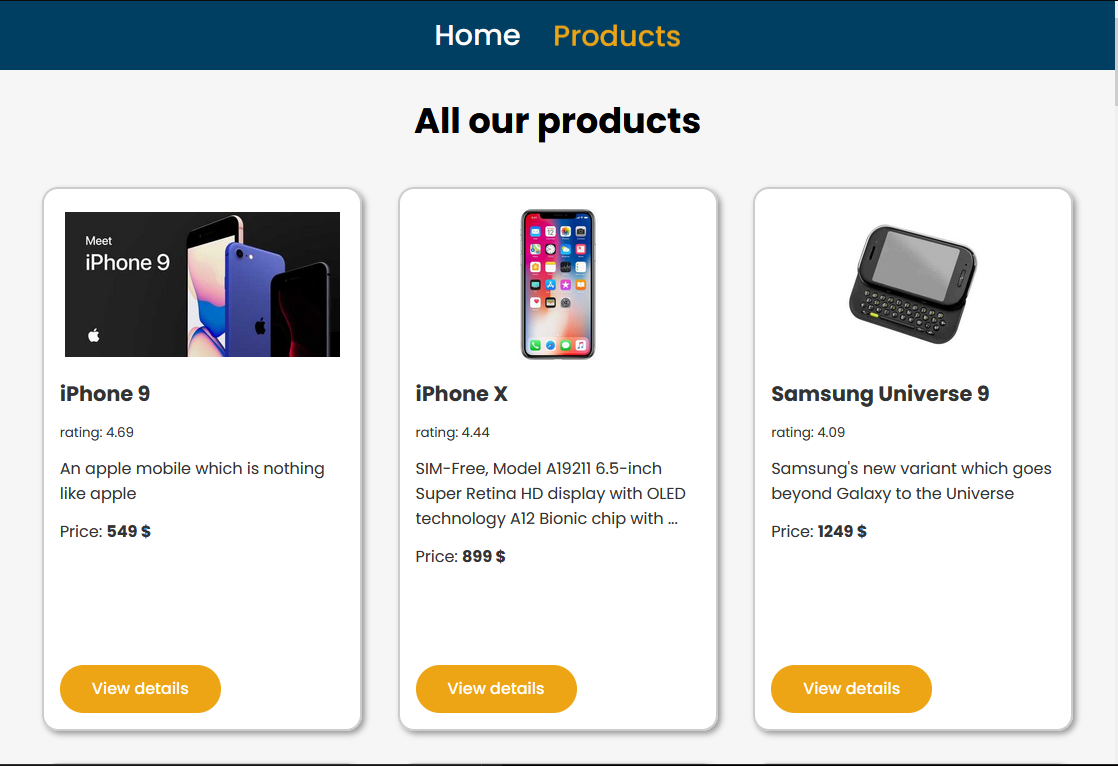 Home Products
All our products
Meet
iPhone 9
iPhone 9
rating: 4.69
An apple mobile which is nothing
like apple
Price: 549 $
View details
iPhone X
rating: 4.44
SIM-Free, Model A19211 6.5-inch
Super Retina HD display with OLED
technology A12 Bionic chip with ...
Price: 899 $
View details
Samsung Universe 9
rating: 4.09
Samsung's new variant which goes
beyond Galaxy to the Universe
Price: 1249 $
View details